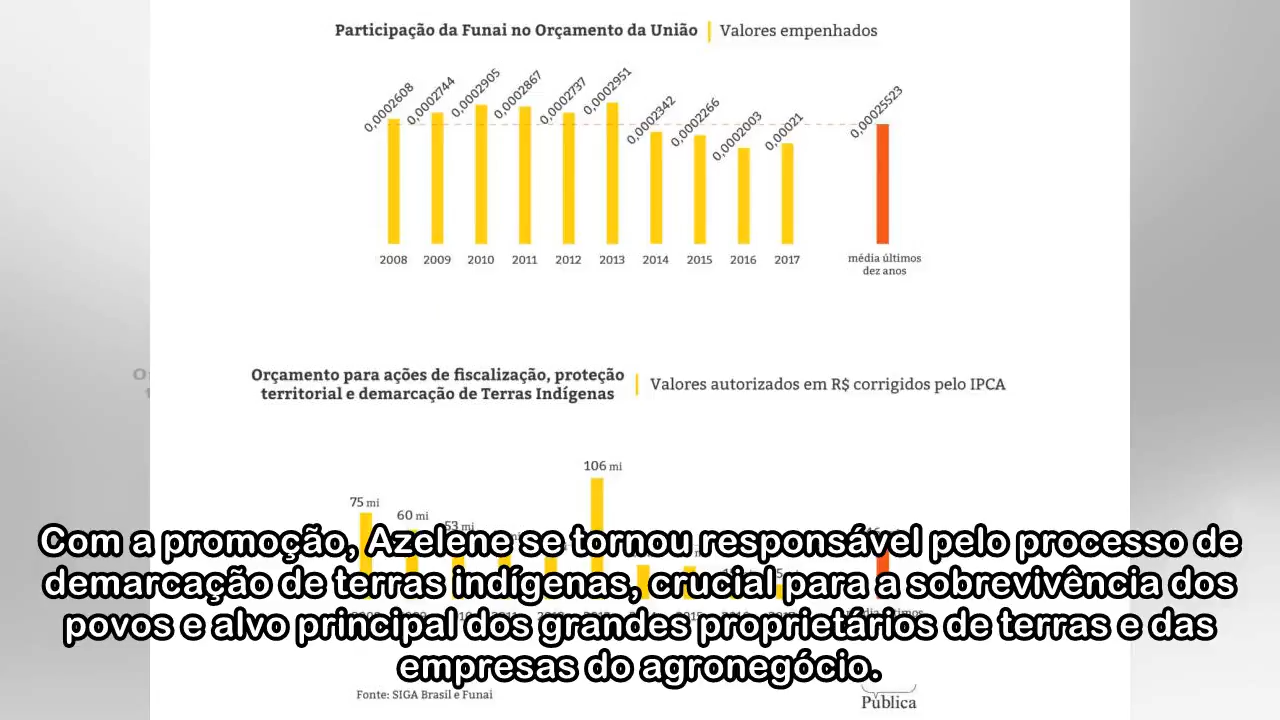 Participação da Funai no Orçamento da União | Valores empenhados
0,0002608 0,0002744 0,0002905 0,0002867 0,0002737 0,0002951 0,0002342 0,0002266 0,0002003 0,00021 0,00025523
2008 2009 2010 2011 2012 2013 2014 2015 2016 2017 média últimos
dez anos
Orçamento para ações de fiscalização, proteção
territorial e demarcação de Terras Indígenas
Valores autorizados em R$ corrigidos pelo IPCA
106 mi
75 mi
60 mi
53 mi
Com a promoção, Azelene se tornou responsável pelo processo de
demarcação de terras indígenas, crucial para a sobrevivência dos
povos e alvo principal dos grandes proprietários de terras e das
empresas do agronegócio.
Fonte: SIGA Brasil e Funai
Pública